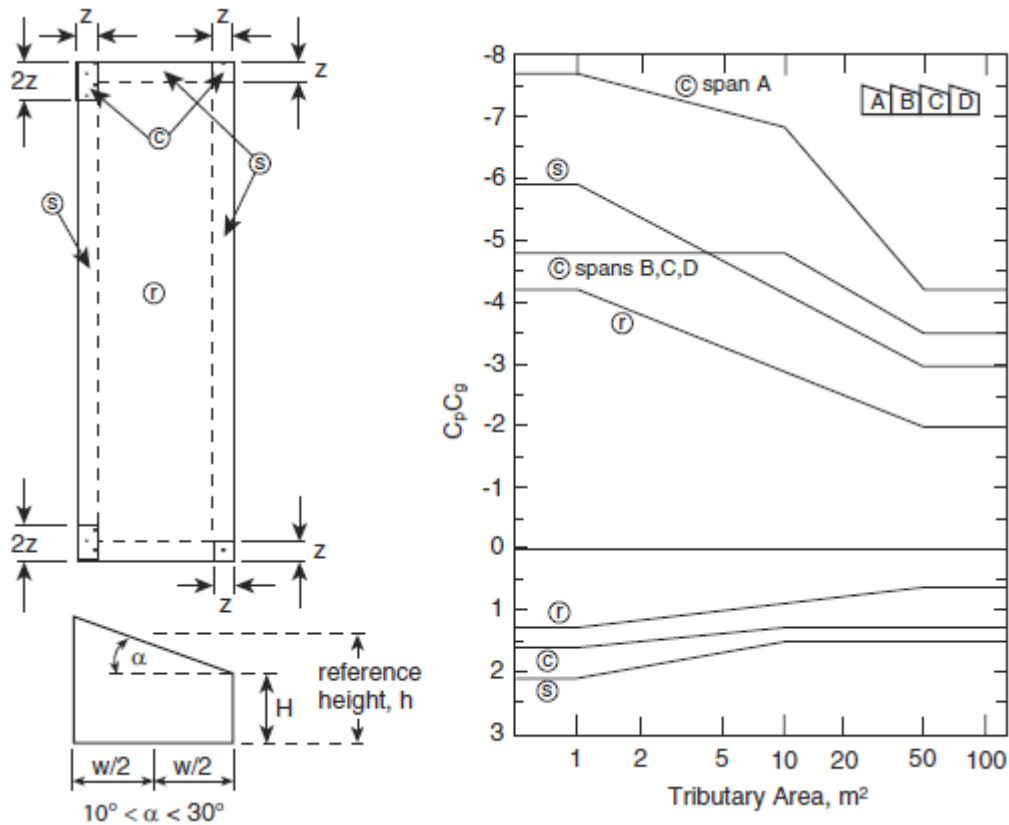 z
z
z
2z
c
s
s
r
2z
z
z
α
H
reference
height, h
w/2
w/2
10° < α < 30°
-8
-7
-6
-5
-4
-3
-2
-1
0
1
2
3
CpCg
c span A
A B C D
s
c spans B,C,D
r
r
c
s
1 2 5 10 20 50 100
Tributary Area, m²